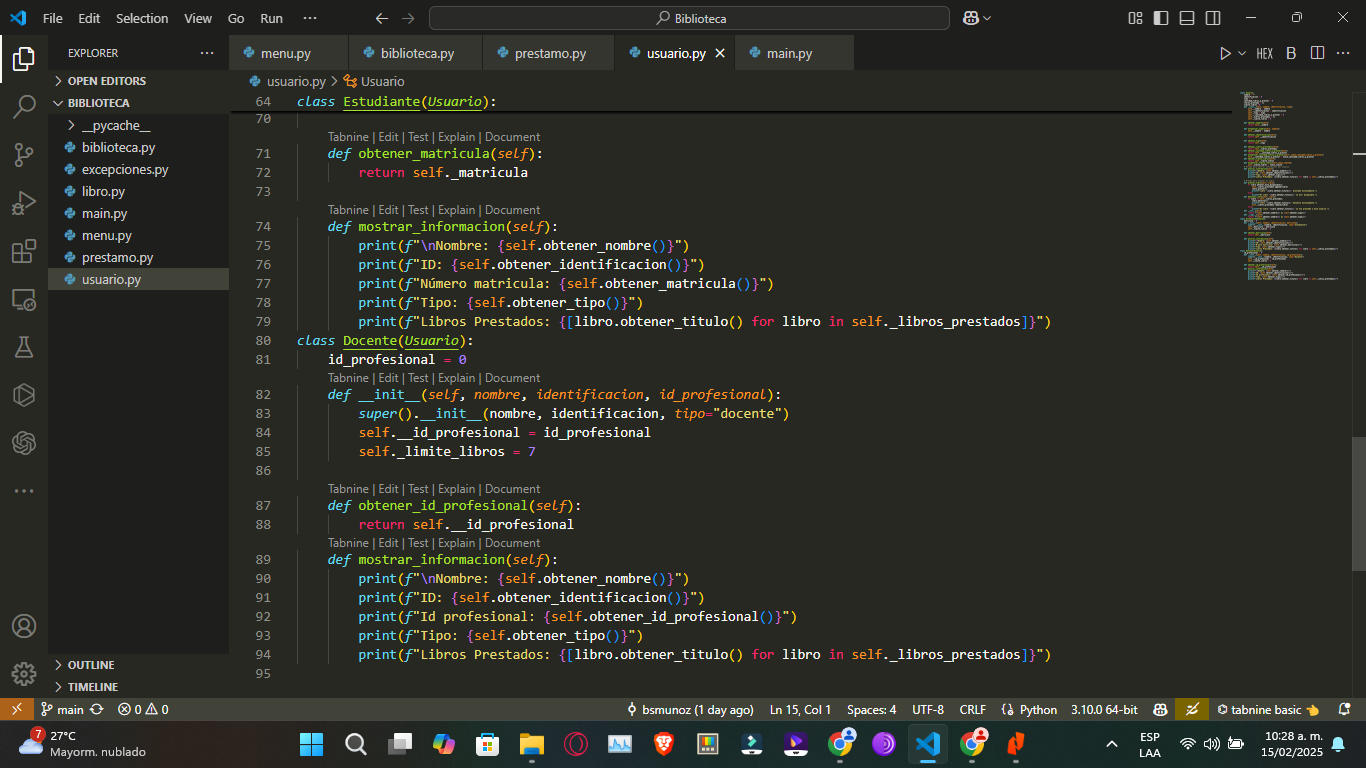 File Edit Selection View Go Run ··· Biblioteca
EXPLORER ···
menu.py biblioteca.py prestamo.py usuario.py main.py HEX B ···
OPEN EDITORS
BIBLIOTECA
__pycache__
biblioteca.py
excepciones.py
libro.py
main.py
menu.py
prestamo.py
usuario.py
OUTLINE
TIMELINE
usuario.py > Usuario
64 class Estudiante(Usuario):
70
Tabnine | Edit | Test | Explain | Document
71 def obtener_matricula(self):
72 return self._matricula
73
Tabnine | Edit | Test | Explain | Document
74 def mostrar_informacion(self):
75 print(f"\nNombre: {self.obtener_nombre()}")
76 print(f"ID: {self.obtener_identificacion()}")
77 print(f"Número matricula: {self.obtener_matricula()}")
78 print(f"Tipo: {self.obtener_tipo()}")
79 print(f"Libros Prestados: {[libro.obtener_titulo() for libro in self._libros_prestados]}")
80 class Docente(Usuario):
81 id_profesional = 0
Tabnine | Edit | Test | Explain | Document
82 def __init__(self, nombre, identificacion, id_profesional):
83 super().__init__(nombre, identificacion, tipo="docente")
84 self.__id_profesional = id_profesional
85 self._limite_libros = 7
86
Tabnine | Edit | Test | Explain | Document
87 def obtener_id_profesional(self):
88 return self.__id_profesional
Tabnine | Edit | Test | Explain | Document
89 def mostrar_informacion(self):
90 print(f"\nNombre: {self.obtener_nombre()}")
91 print(f"ID: {self.obtener_identificacion()}")
92 print(f"Id profesional: {self.obtener_id_profesional()}")
93 print(f"Tipo: {self.obtener_tipo()}")
94 print(f"Libros Prestados: {[libro.obtener_titulo() for libro in self._libros_prestados]}")
95
main 0 0 bsmunoz (1 day ago) Ln 15, Col 1 Spaces: 4 UTF-8 CRLF Python 3.10.0 64-bit tabnine basic
7 27°C
Mayorm. nublado
ESP
LAA
10:28 a. m.
15/02/2025